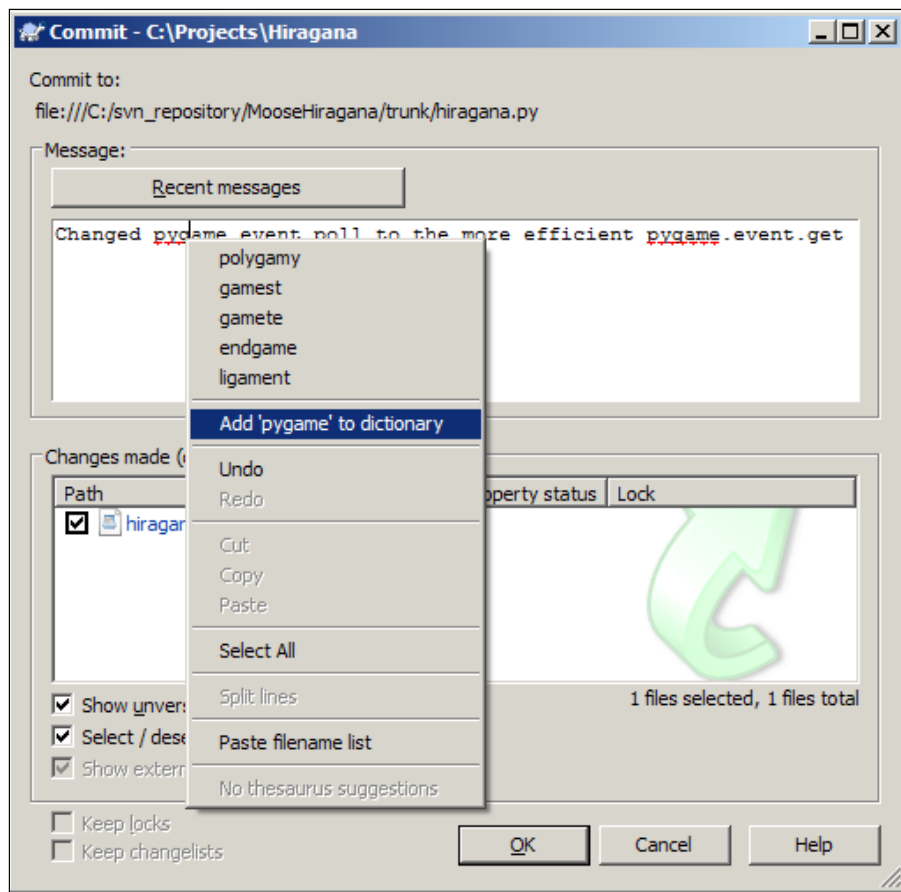 Commit - C:\Projects\Hiragana
Commit to:
file:///C:/svn_repository/MooseHiragana/trunk/hiragana.py
Message:
Recent messages
Changed pygame event poll to the more efficient pygame.event.get
polygamy
gamest
gamete
endgame
ligament
Add 'pygame' to dictionary
Undo
Redo
Cut
Copy
Paste
Select All
Split lines
Paste filename list
No thesaurus suggestions
Changes made
Path operty status Lock
hiragan
1 files selected, 1 files total
Show unvers
Select / dese
Show extern
Keep locks
Keep changelists
OK Cancel Help